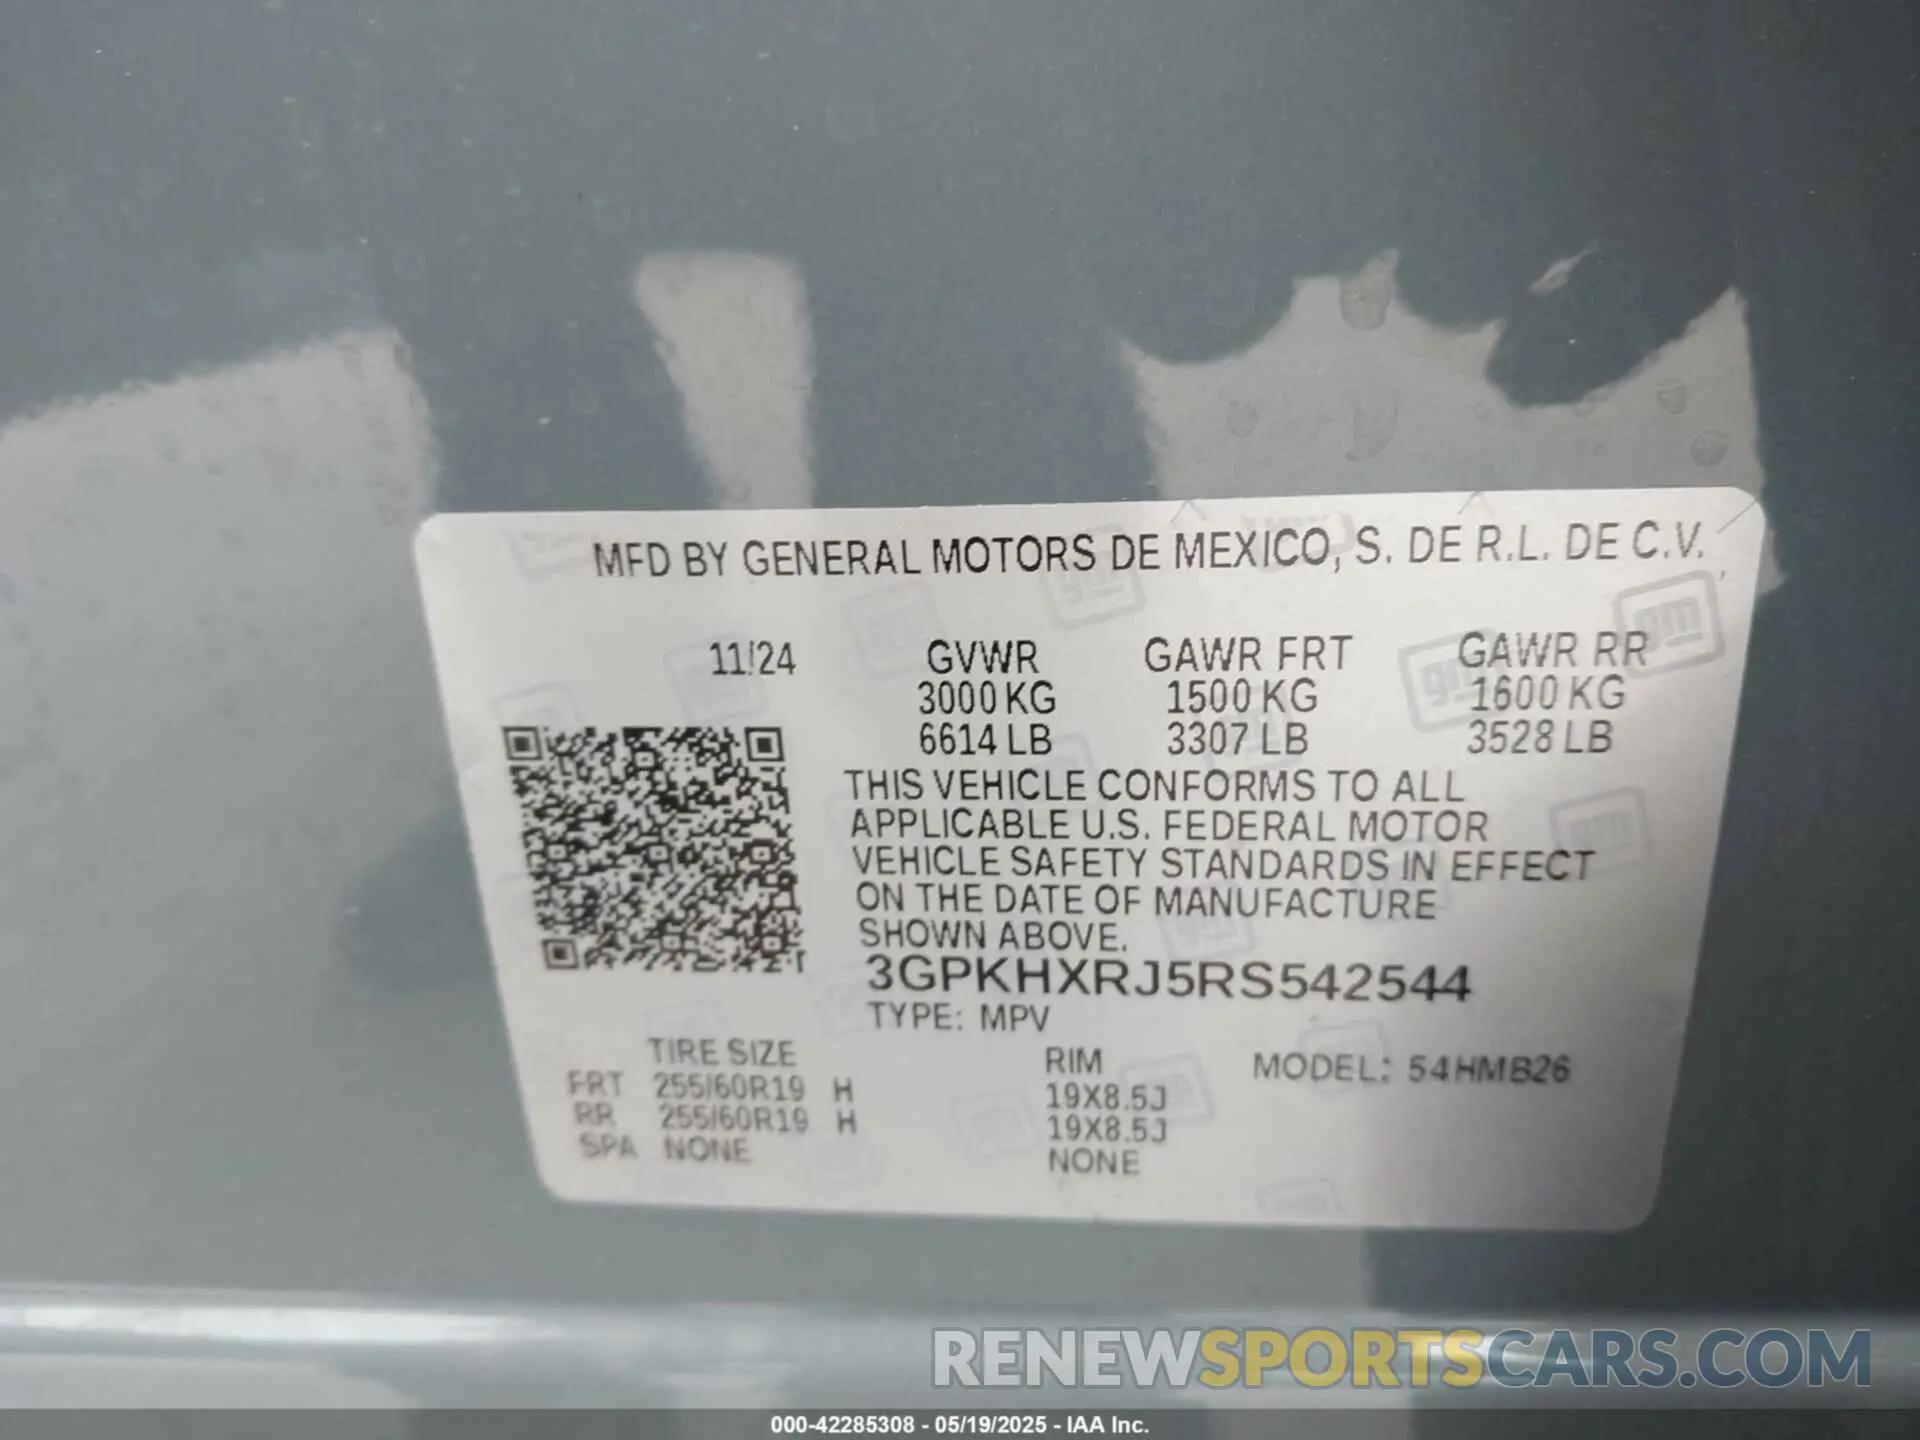 MFD BY GENERAL MOTORS DE MEXICO, S. DE R.L. DE C.V.
11/24 GVWR GAWR FRT GAWR RR
3000 KG 1500 KG 1600 KG
6614 LB 3307 LB 3528 LB
THIS VEHICLE CONFORMS TO ALL
APPLICABLE U.S. FEDERAL MOTOR
VEHICLE SAFETY STANDARDS IN EFFECT
ON THE DATE OF MANUFACTURE
SHOWN ABOVE.
3GPKHXRJ5RS542544
TYPE: MPV
TIRE SIZE RIM MODEL: 54HMB26
FRT 255/60R19 H 19X8.5J
RR 255/60R19 H 19X8.5J
SPA NONE NONE
gm
gm
RENEWSPORTSCARS.COM
000-42285308 - 05/19/2025 - IAA Inc.